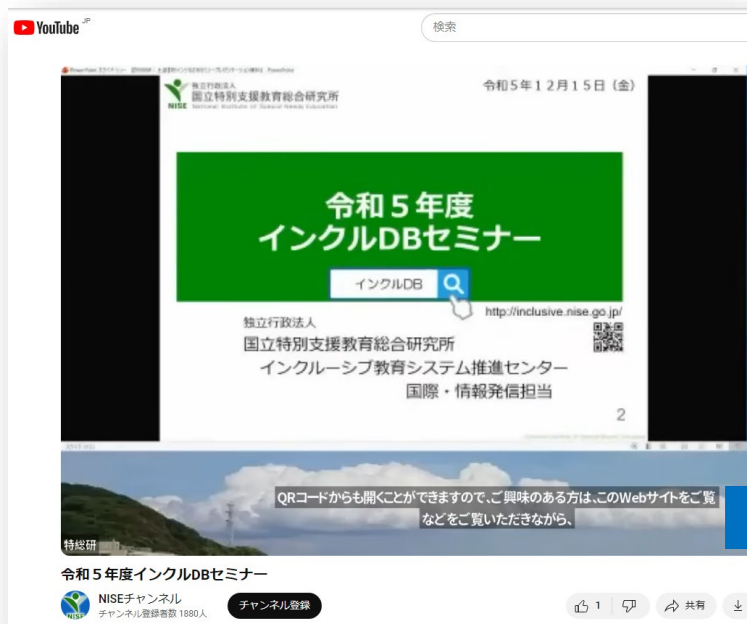 YouTube JP
検索
独立行政法人
国立特別支援教育総合研究所
NISE National Institute of Special Needs Education
令和5年12月15日（金）
令和５年度
インクルDBセミナー
インクルDB
http://inclusive.nise.go.jp/
独立行政法人
国立特別支援教育総合研究所
インクルーシブ教育システム推進センター
国際・情報発信担当
2
QRコードからも開くことができますので、ご興味のある方は、このWebサイトをご覧
などをご覧いただきながら、
特総研
令和５年度インクルDBセミナー
NISEチャンネル
チャンネル登録者数 1880人
チャンネル登録
1
共有